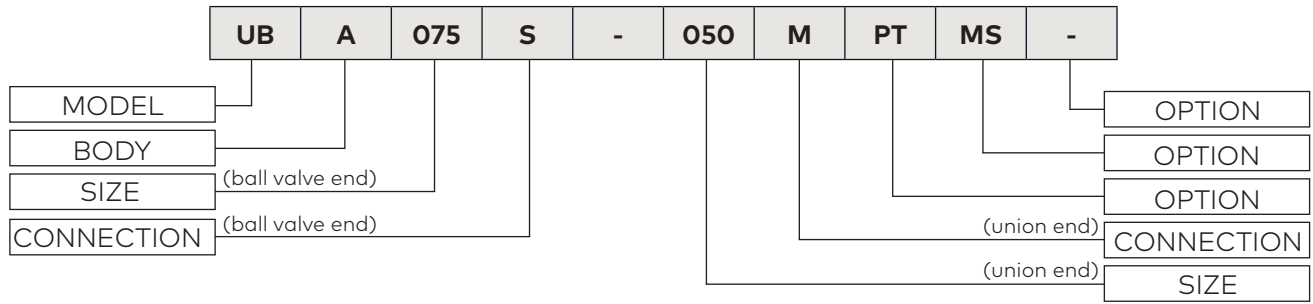 UB A 075 S - 050 M PT MS -
MODEL
BODY
SIZE (ball valve end)
CONNECTION (ball valve end)
OPTION
OPTION
OPTION
(union end) CONNECTION
(union end) SIZE